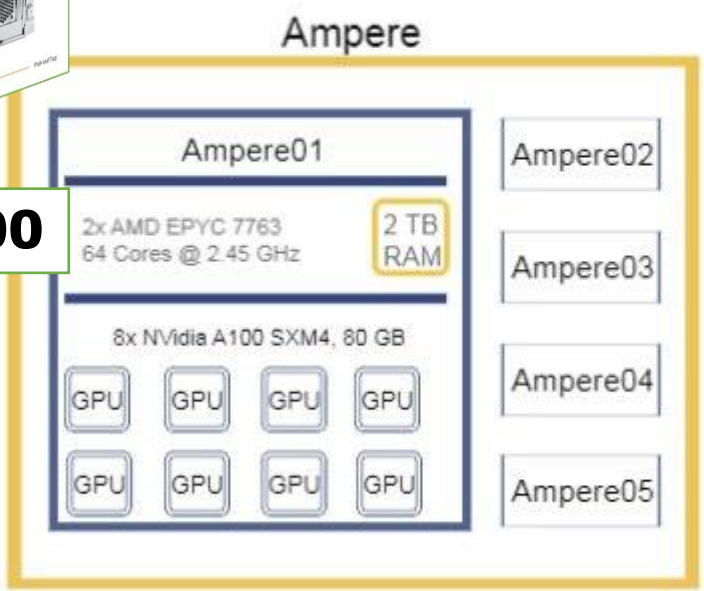 Ampere
Ampere01
2x AMD EPYC 7763
64 Cores @ 2.45 GHz
2 TB
RAM
8x NVidia A100 SXM4, 80 GB
GPU GPU GPU GPU
GPU GPU GPU GPU
Ampere02
Ampere03
Ampere04
Ampere05
00